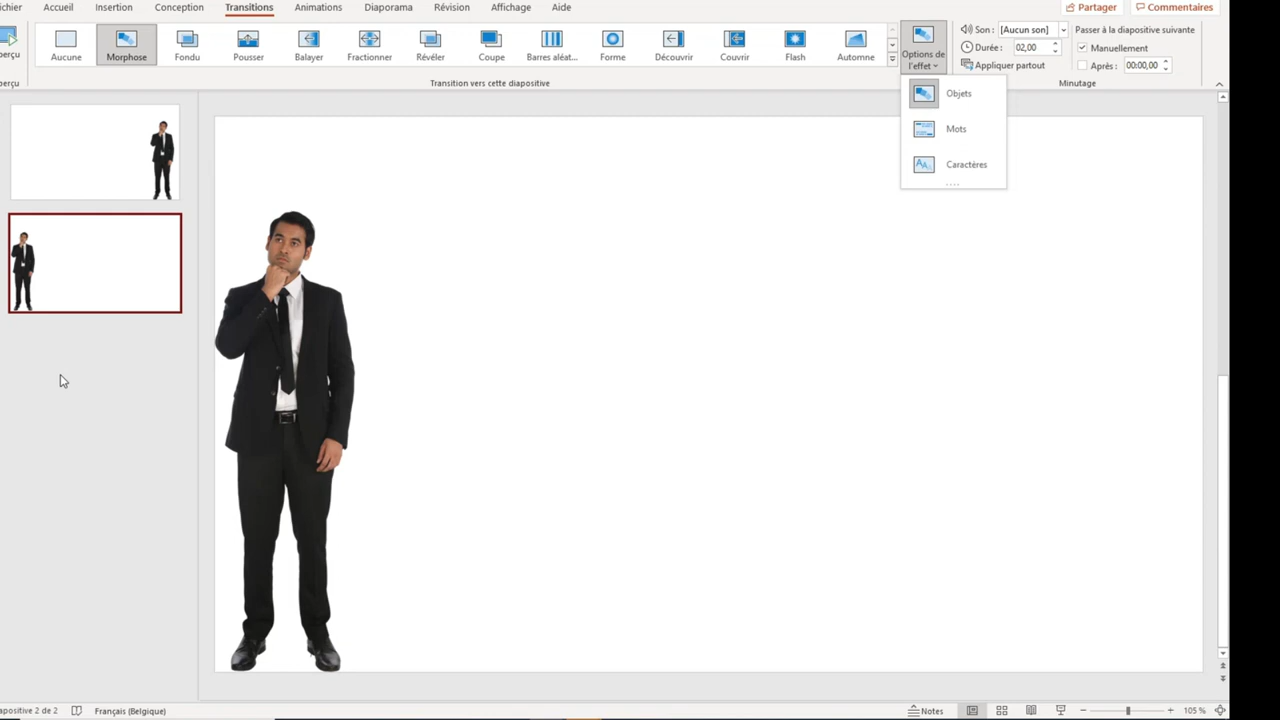 ichier Accueil Insertion Conception Transitions Animations Diaporama Révision Affichage Aide Partager Commentaires
Aucune Morphose Fondu Pousser Balayer Fractionner Révéler Coupe Barres aléat... Forme Découvrir Couvrir Flash Automne
Options de
l'effet
Son : [Aucun son]
Durée : 02,00
Appliquer partout
Passer à la diapositive suivante
Manuellement
Après : 00:00,00
erçu
perçu
Transition vers cette diapositive
Minutage
Objets
Mots
Caractères
apositive 2 de 2 Français (Belgique) Notes 105 %